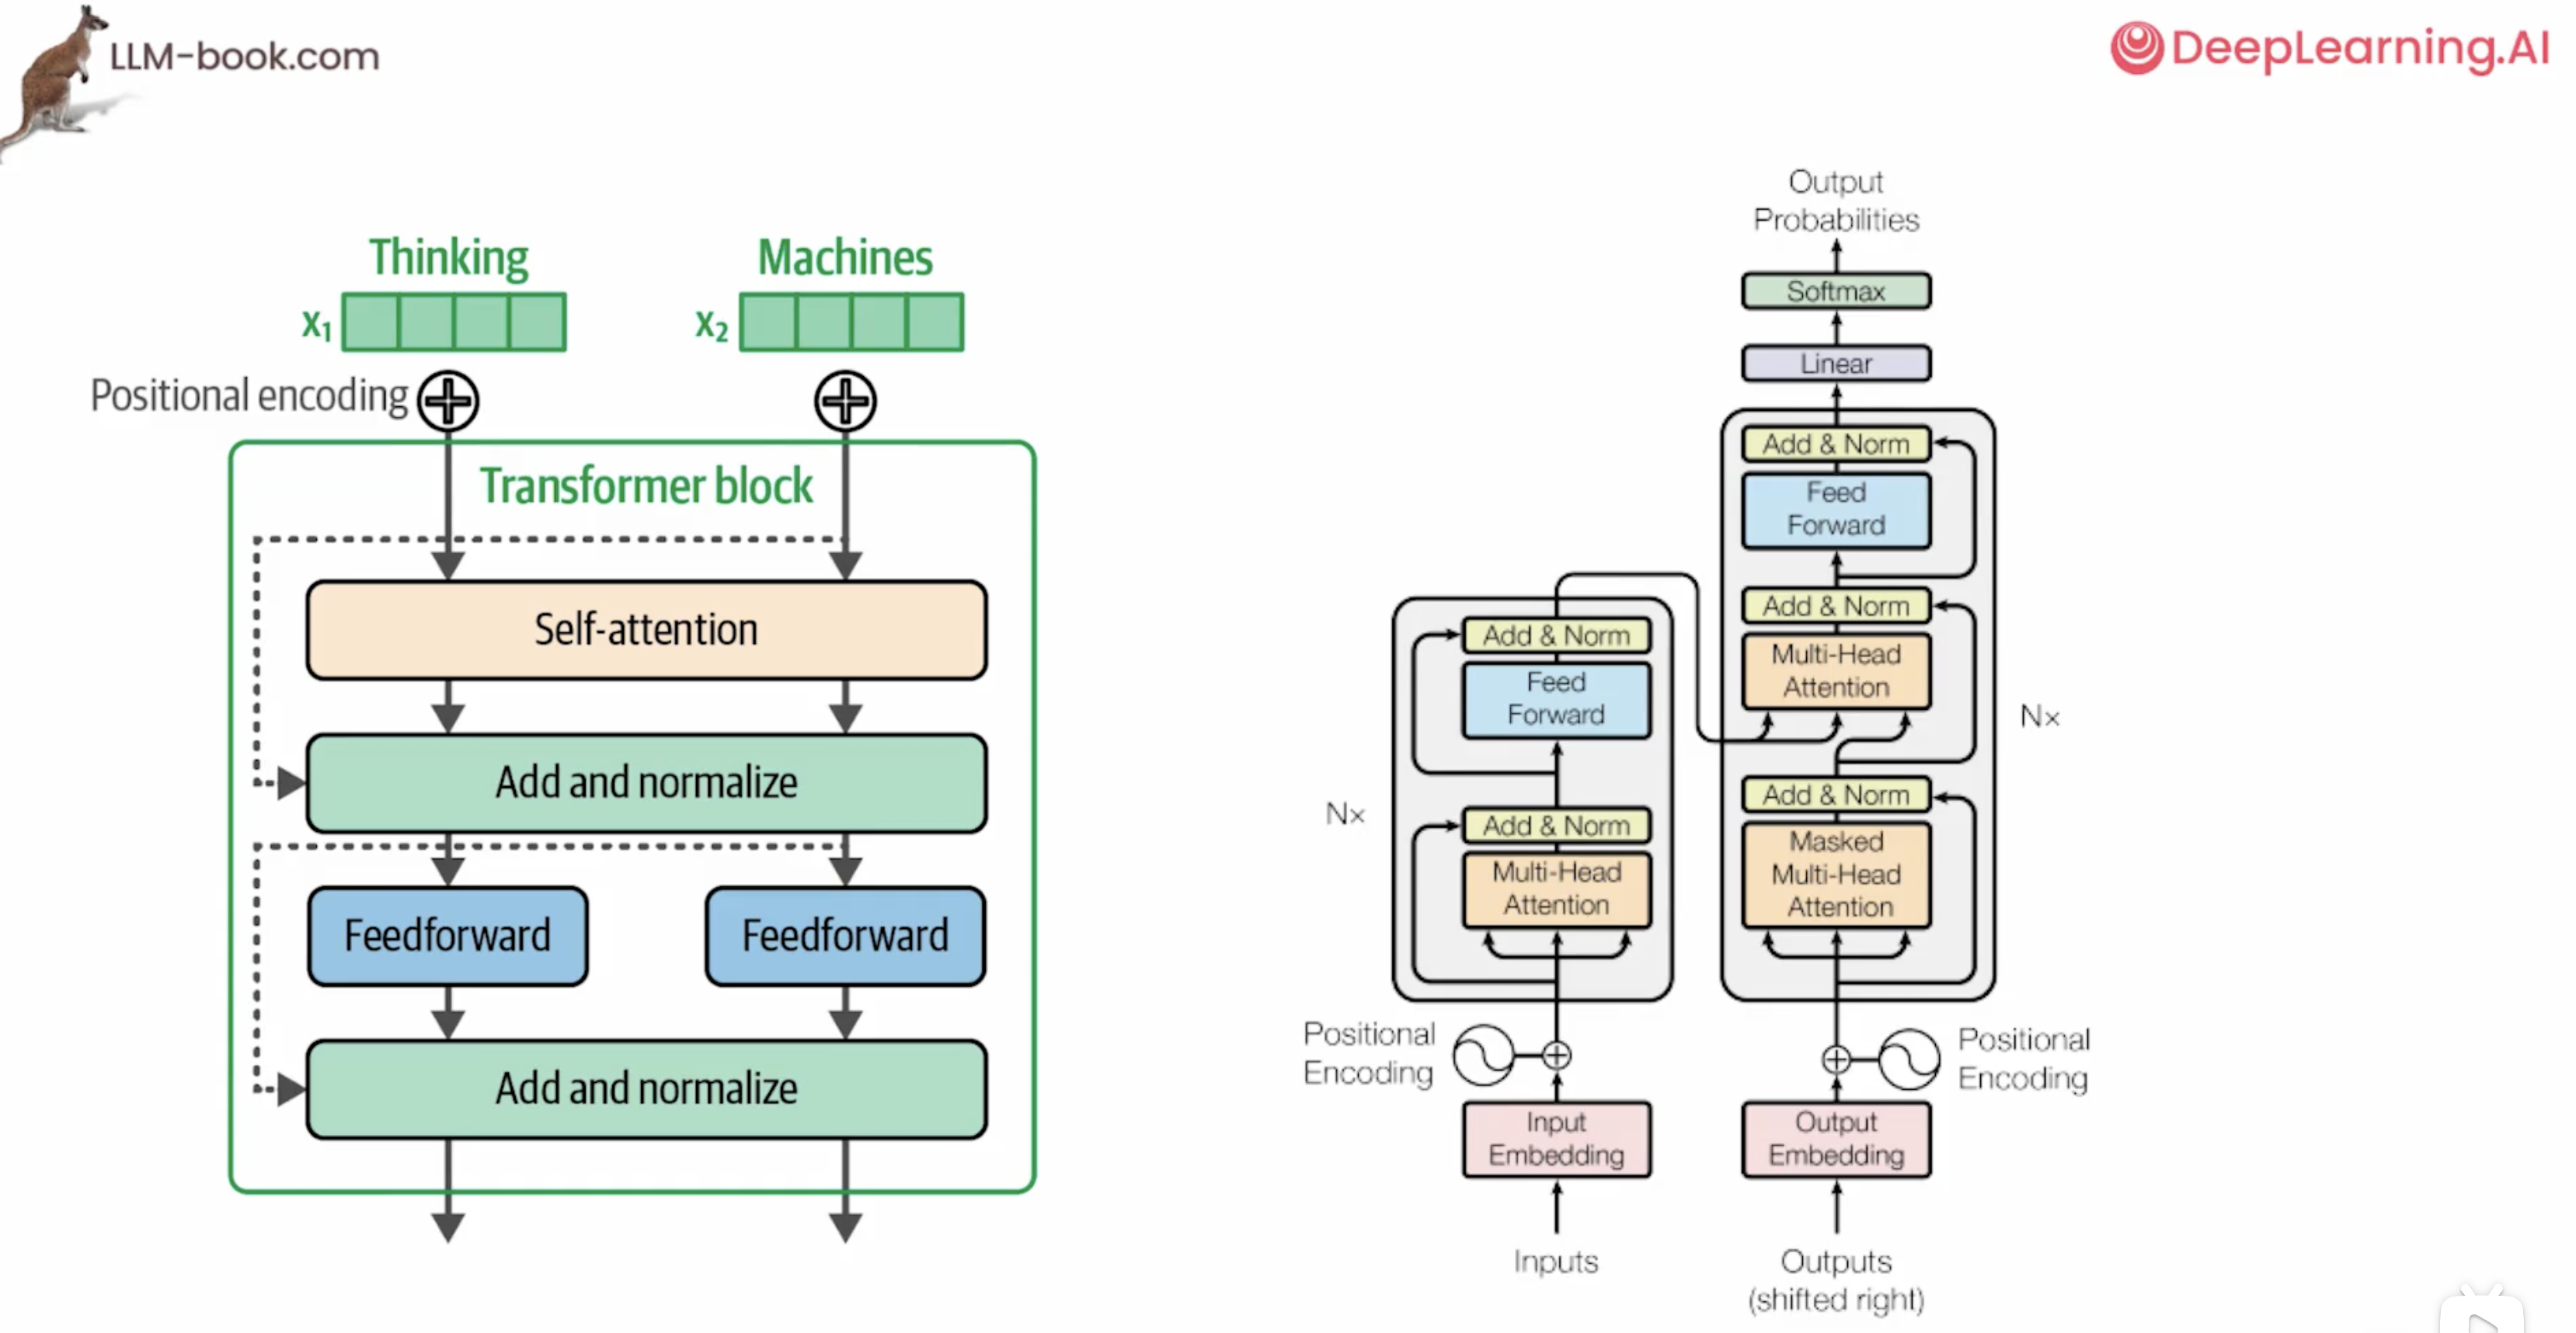 LLM-book.com
DeepLearning.AI
Thinking
Machines
x₁
x₂
Positional encoding
Transformer block
Self-attention
Add and normalize
Feedforward
Feedforward
Add and normalize
Output
Probabilities
Softmax
Linear
Add & Norm
Feed
Forward
Add & Norm
Multi-Head
Attention
Nx
Add & Norm
Masked
Multi-Head
Attention
Add & Norm
Feed
Forward
Nx
Add & Norm
Multi-Head
Attention
Positional
Encoding
Positional
Encoding
Input
Embedding
Output
Embedding
Inputs
Outputs
(shifted right)